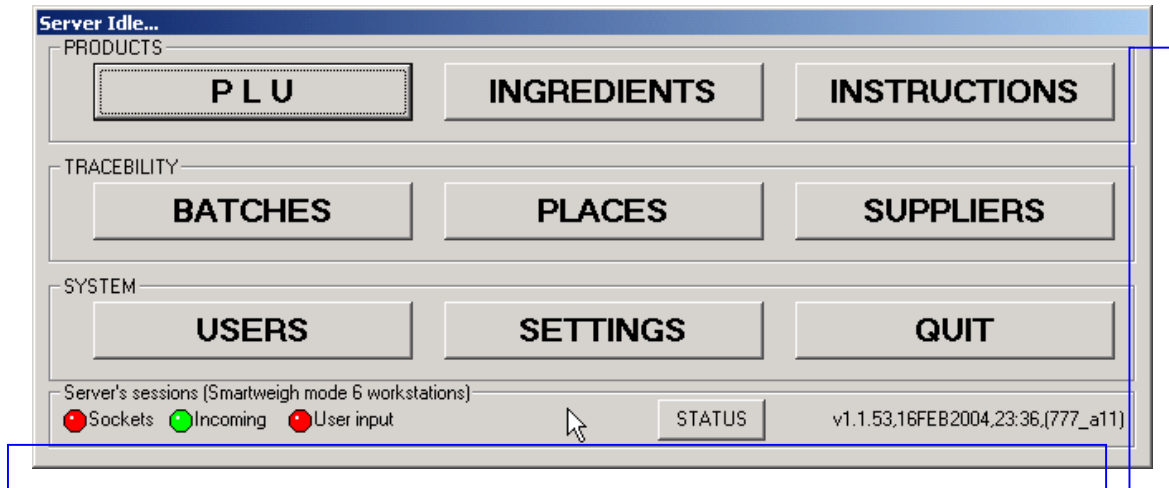 Server Idle...
PRODUCTS
P L U INGREDIENTS INSTRUCTIONS
TRACEBILITY
BATCHES PLACES SUPPLIERS
SYSTEM
USERS SETTINGS QUIT
Server's sessions (Smartweigh mode 6 workstations)
Sockets Incoming User input STATUS v1.1.53,16FEB2004,23:36,(777_a11)